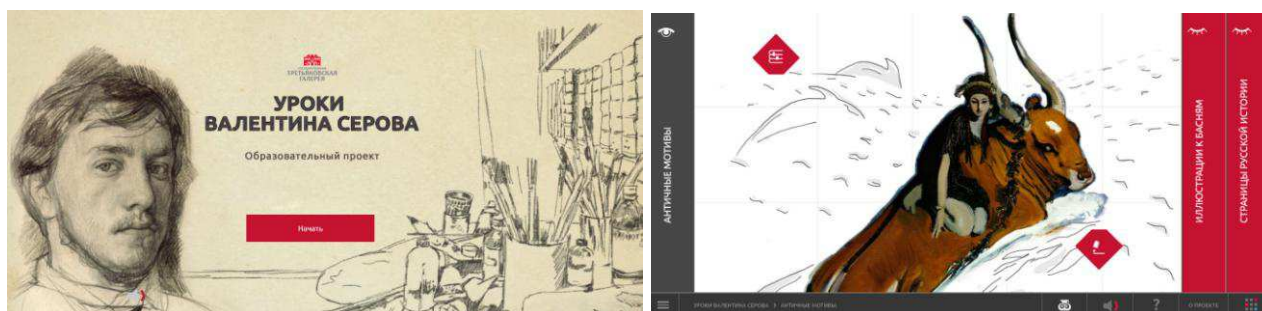 ТРЕТЬЯКОВСКАЯ
ГАЛЕРЕЯ
УРОКИ
ВАЛЕНТИНА СЕРОВА
Образовательный проект
Начать
АНТИЧНЫЕ МОТИВЫ
ИЛЛЮСТРАЦИИ К БАСНЯМ
СТРАНИЦЫ РУССКОЙ ИСТОРИИ
УРОКИ ВАЛЕНТИНА СЕРОВА > АНТИЧНЫЕ МОТИВЫ
?
О ПРОЕКТЕ